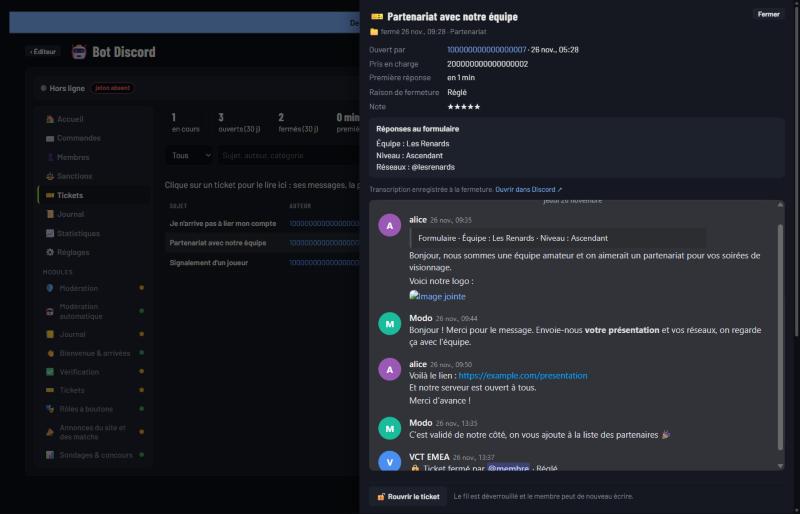 De
‹ Éditeur
Bot Discord
Hors ligne
jeton absent
Accueil
Commandes
Membres
Sanctions
Tickets
Journal
Statistiques
Réglages
MODULES
Modération
Modération automatique
Journal
Bienvenue & arrivées
Vérification
Tickets
Rôles à boutons
Annonces du site et des matchs
Sondages & concours
1
en cours
3
ouverts (30 j)
2
fermés (30 j)
0 min
premiè
Tous
Sujet, auteur, catégorie
Clique sur un ticket pour le lire ici : ses messages, la p
SUJET
AUTEUR
Je n'arrive pas à lier mon compte
Partenariat avec notre équipe
Signalement d'un joueur
Partenariat avec notre équipe
Fermer
fermé 26 nov., 09:28 · Partenariat
Ouvert par
100000000000000007 · 26 nov., 05:28
Pris en charge
200000000000000002
Première réponse
en 1 min
Raison de fermeture
Réglé
Note
★★★★★
Réponses au formulaire
Équipe : Les Renards
Niveau : Ascendant
Réseaux : @lesrenards
Transcription enregistrée à la fermeture. Ouvrir dans Discord ↗
jeudi 26 novembre
A
alice 26 nov., 09:35
Formulaire · Équipe : Les Renards · Niveau : Ascendant
Bonjour, nous sommes une équipe amateur et on aimerait un partenariat pour vos soirées de
visionnage.
Voici notre logo :
Image jointe
M
Modo 26 nov., 09:44
Bonjour ! Merci pour le message. Envoie-nous votre présentation et vos réseaux, on regarde
ça avec l'équipe.
A
alice 26 nov., 09:50
Voilà le lien : https://example.com/presentation
Et notre serveur est ouvert à tous.
Merci d'avance !
M
Modo 26 nov., 13:35
C'est validé de notre côté, on vous ajoute à la liste des partenaires 🎉
V
VCT EMEA 26 nov., 13:37
🔒 Ticket fermé par @membre · Réglé
Rouvrir le ticket
Le fil est déverrouillé et le membre peut de nouveau écrire.